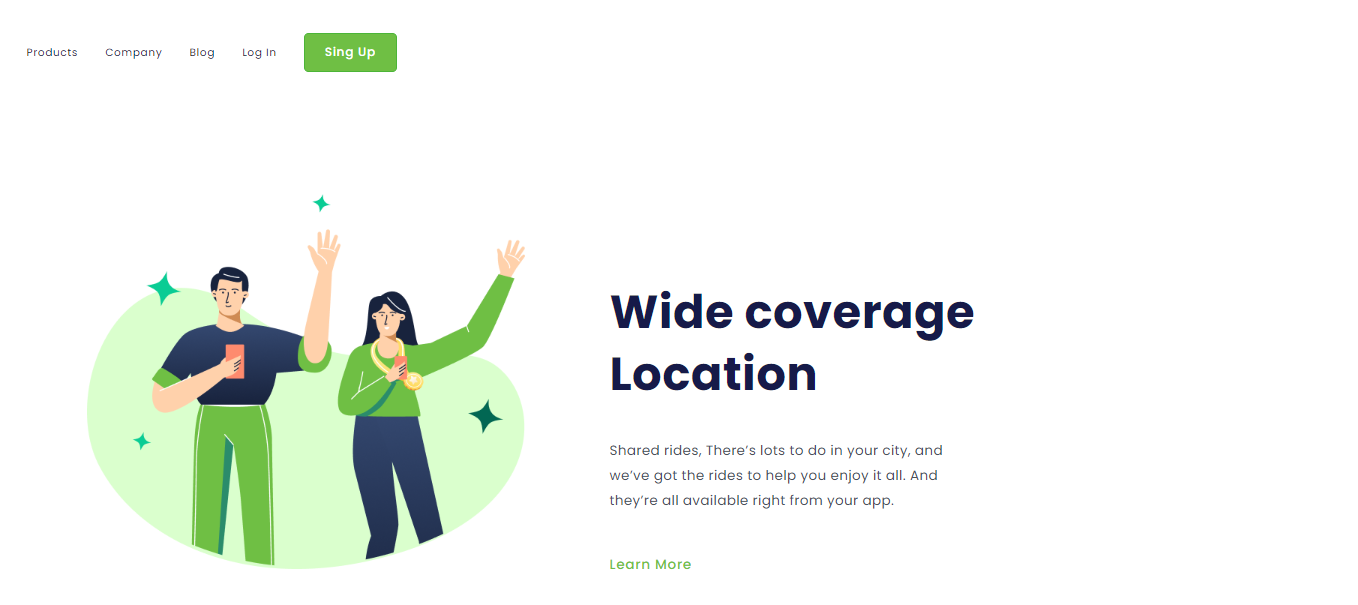 Products Company Blog Log In Sing Up
Wide coverage
Location
Shared rides, There’s lots to do in your city, and
we’ve got the rides to help you enjoy it all. And
they’re all available right from your app.
Learn More